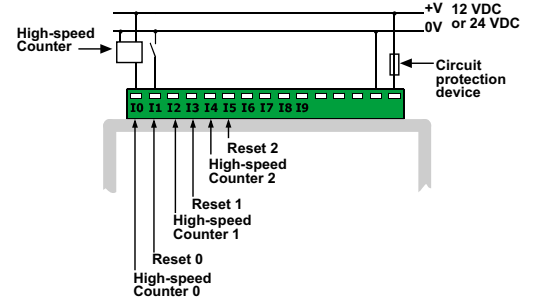 +V 12 VDC
0V or 24 VDC
High-speed
Counter
Circuit
protection
device
I0 I1 I2 I3 I4 I5 I6 I7 I8 I9
Reset 2
High-speed
Counter 2
Reset 1
High-speed
Counter 1
Reset 0
High-speed
Counter 0